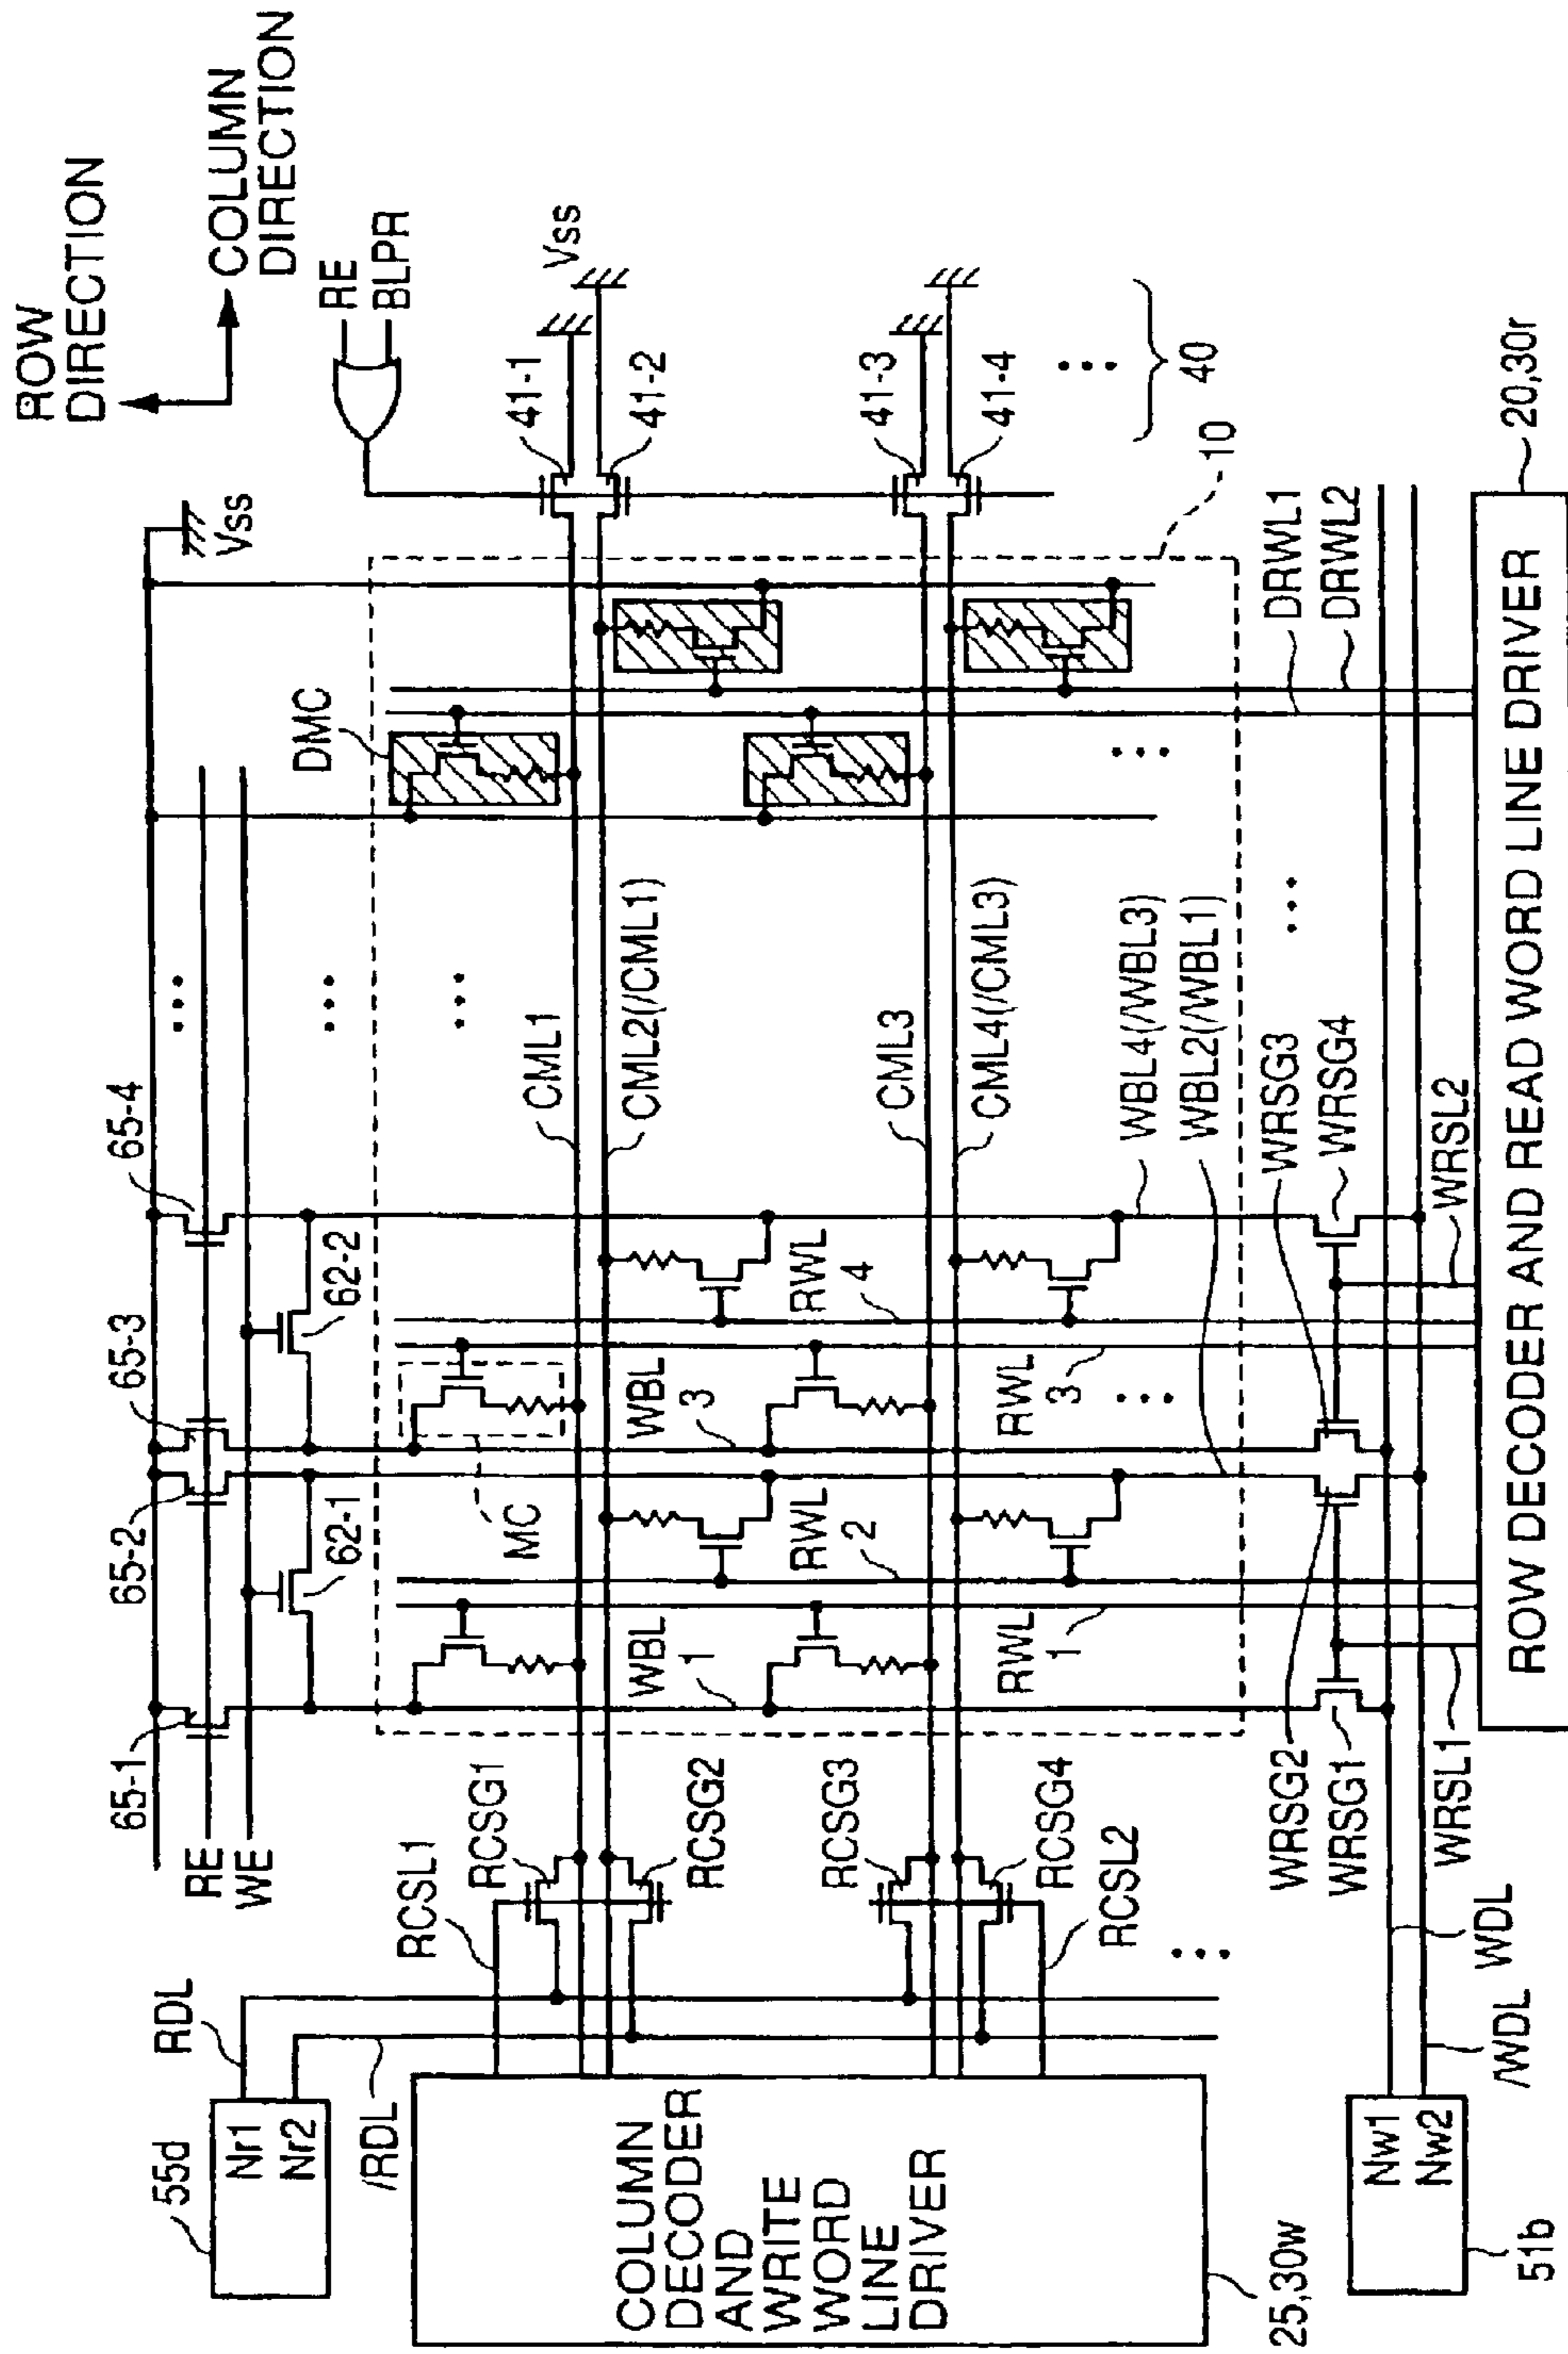 ROW
DIRECTION
COLUMN
DIRECTION
RE
BLPR
Vss
41-1
41-2
41-3
41-4
40
10
Vss
DMC
DRWL1
DRWL2
20,30r
ROW DECODER AND READ WORD LINE DRIVER
65-4
65-3
65-2
65-1
62-2
62-1
RE
WE
CML1
CML2(/CML1)
CML3
CML4(/CML3)
WBL4(/WBL3)
WBL2(/WBL1)
WRSG3
WRSG4
WRSL2
RWL
4
WBL
3
RWL
3
MC
RWL
2
WBL
1
RWL
1
WRSG2
WRSG1
WRSL1
RCSL1
RCSG1
RCSG2
RCSG3
RCSG4
RCSL2
RDL
/RDL
55d
Nr1
Nr2
COLUMN
DECODER
AND
WRITE
WORD
LINE
DRIVER
25,30w
WDL
/WDL
Nw1
Nw2
51b